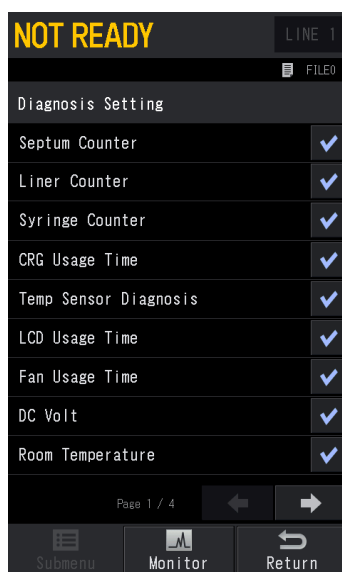 NOT READY
LINE 1
FILE0
Diagnosis Setting
Septum Counter
Liner Counter
Syringe Counter
CRG Usage Time
Temp Sensor Diagnosis
LCD Usage Time
Fan Usage Time
DC Volt
Room Temperature
Page 1 / 4
Submenu
Monitor
Return